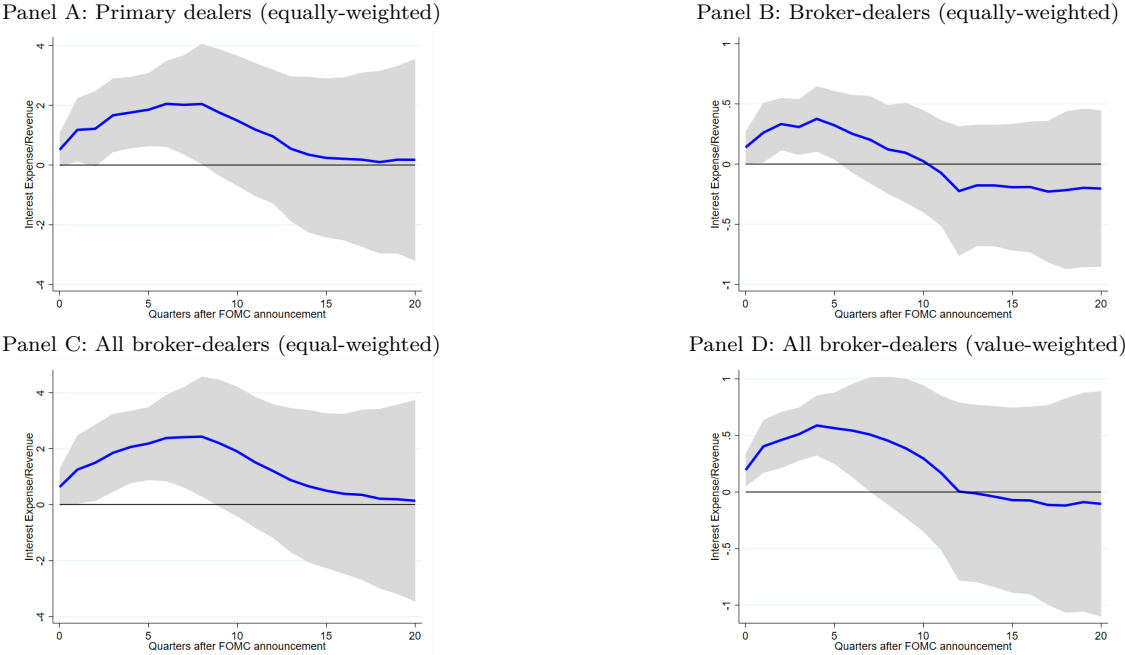 Panel A: Primary dealers (equally-weighted)
Interest Expense/Revenue
4
2
0
-2
-4
0 5 10 15 20
Quarters after FOMC announcement
Panel B: Broker-dealers (equally-weighted)
Interest Expense/Revenue
1
.5
0
-.5
-1
0 5 10 15 20
Quarters after FOMC announcement
Panel C: All broker-dealers (equal-weighted)
Interest Expense/Revenue
4
2
0
-2
-4
0 5 10 15 20
Quarters after FOMC announcement
Panel D: All broker-dealers (value-weighted)
Interest Expense/Revenue
1
.5
0
-.5
-1
0 5 10 15 20
Quarters after FOMC announcement